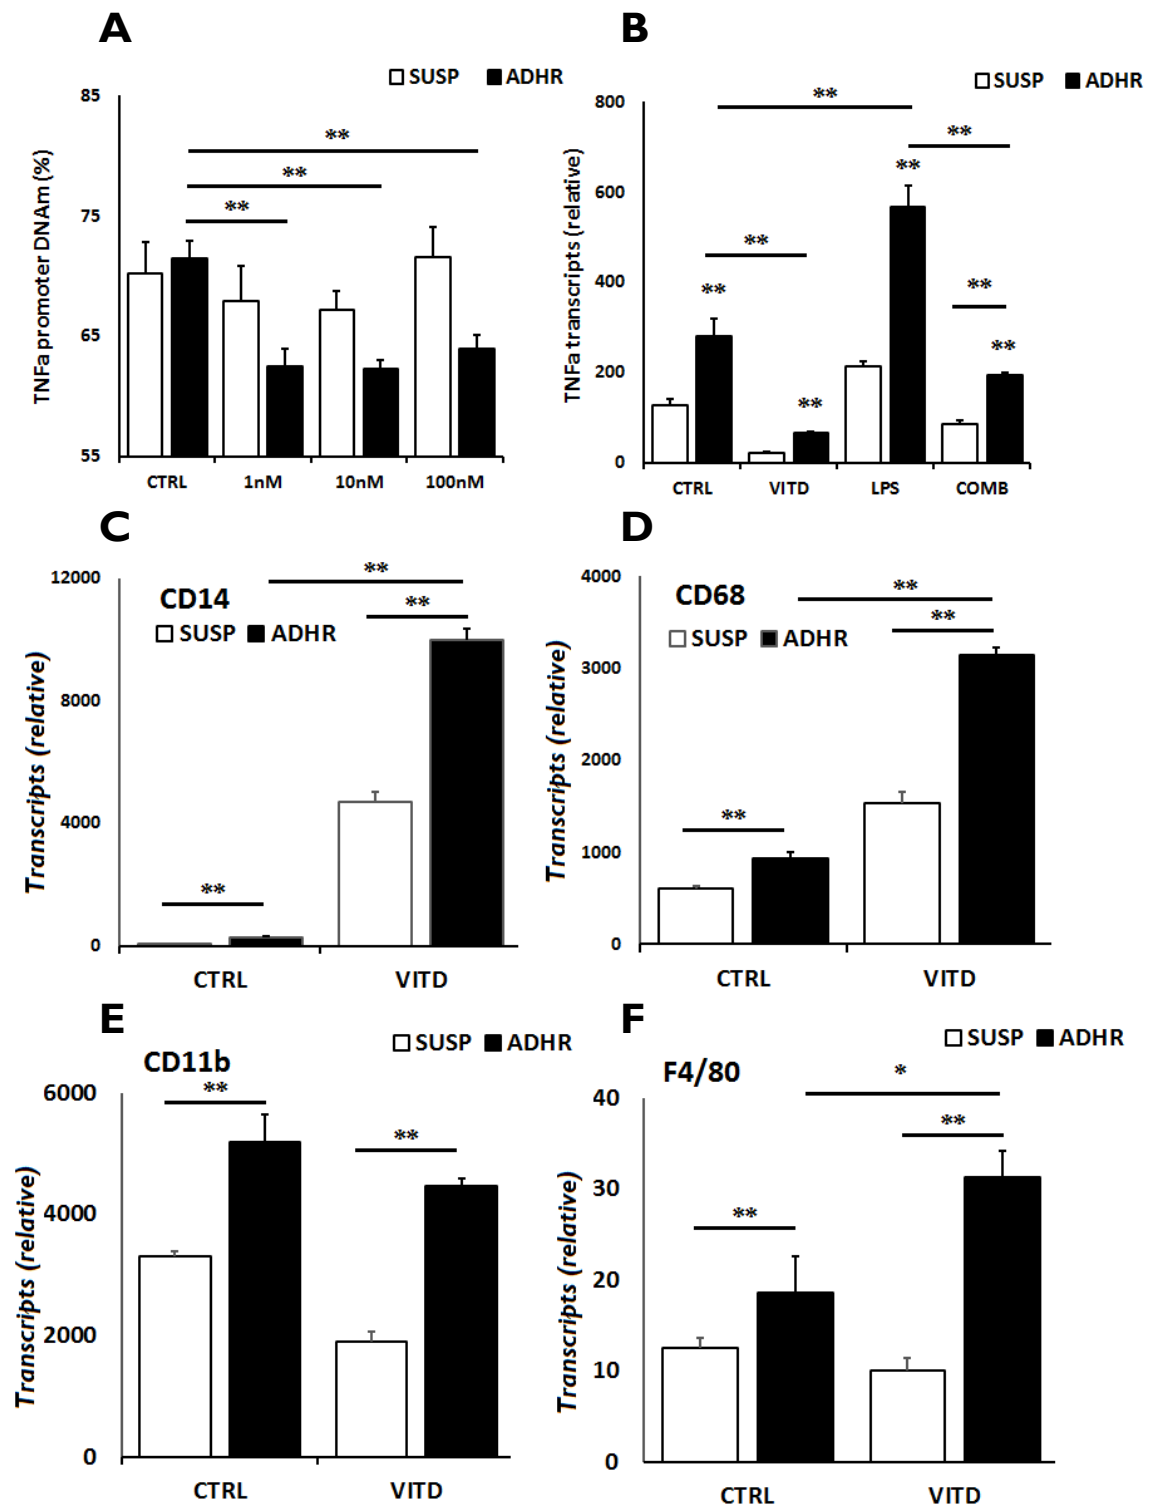 A
SUSP ADHR
85
75
65
55
TNFa promoter DNAm (%)
**
**
**
CTRL 1nM 10nM 100nM
B
SUSP ADHR
800
600
400
200
0
TNFa transcripts (relative)
**
**
**
**
**
**
**
**
CTRL VITD LPS COMB
C
CD14
SUSP ADHR
12000
8000
4000
0
Transcripts (relative)
**
**
**
CTRL VITD
D
CD68
SUSP ADHR
4000
3000
2000
1000
0
Transcripts (relative)
**
**
**
CTRL VITD
E
SUSP ADHR
CD11b
6000
4000
2000
0
Transcripts (relative)
**
**
CTRL VITD
F
SUSP ADHR
F4/80
40
30
20
10
0
Transcripts (relative)
*
**
**
CTRL VITD